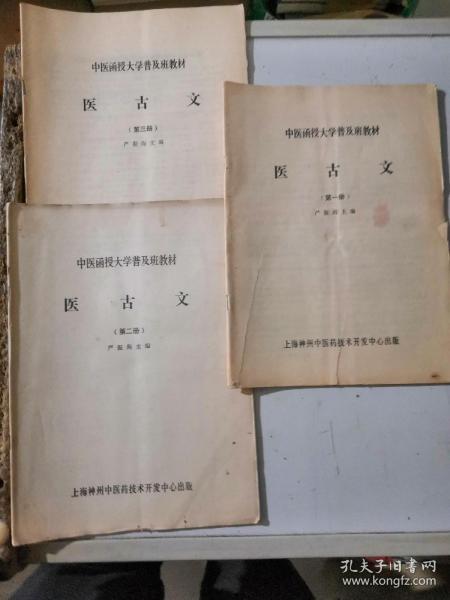 中医函授大学普及班教材
医古文
(第三册)
严振海主编
中医函授大学普及班教材
医古文
(第一册)
严振海主编
上海神州中医药技术开发中心出版
中医函授大学普及班教材
医古文
(第二册)
严振海主编
上海神州中医药技术开发中心出版
孔夫子旧书网
www.kongfz.com